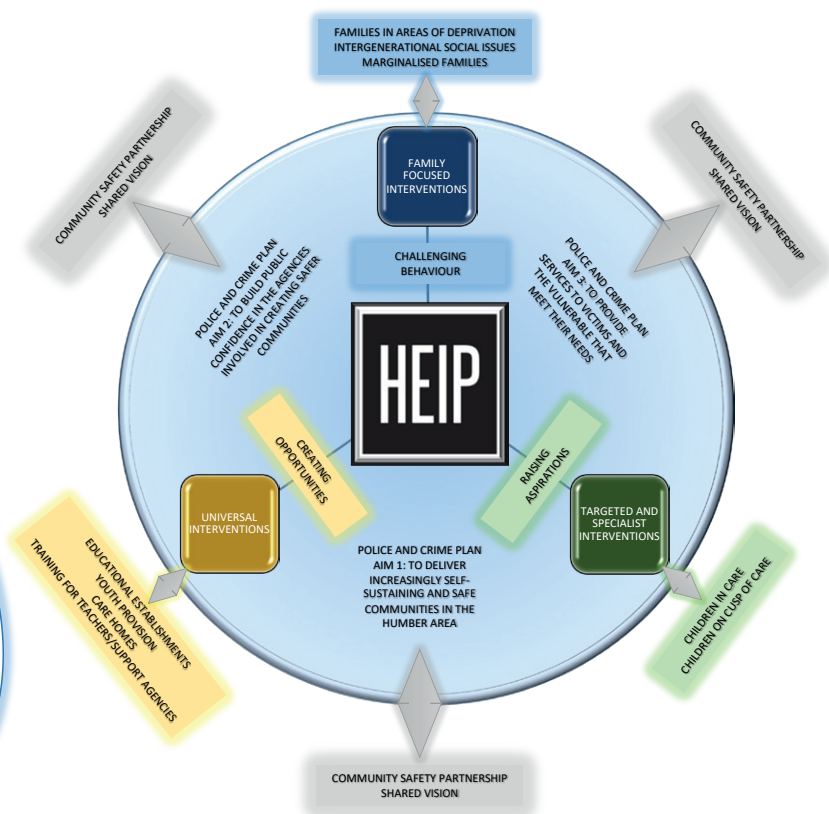 FAMILIES IN AREAS OF DEPRIVATION
INTERGENERATIONAL SOCIAL ISSUES
MARGINALISED FAMILIES
COMMUNITY SAFETY PARTNERSHIP
SHARED VISION
COMMUNITY SAFETY PARTNERSHIP
SHARED VISION
FAMILY
FOCUSED
INTERVENTIONS
CHALLENGING
BEHAVIOUR
POLICE AND CRIME PLAN
AIM 2: TO BUILD PUBLIC
CONFIDENCE IN THE AGENCIES
INVOLVED IN CREATING SAFER
COMMUNITIES
POLICE AND CRIME PLAN
AIM 3: TO PROVIDE
SERVICES TO VICTIMS AND
THE VULNERABLE THAT
MEET THEIR NEEDS
HEIP
CREATING
OPPORTUNITIES
RAISING
ASPIRATIONS
UNIVERSAL
INTERVENTIONS
TARGETED AND
SPECIALIST
INTERVENTIONS
POLICE AND CRIME PLAN
AIM 1: TO DELIVER
INCREASINGLY SELF-
SUSTAINING AND SAFE
COMMUNITIES IN THE
HUMBER AREA
EDUCATIONAL ESTABLISHMENTS
YOUTH PROVISION
CARE HOMES
TRAINING FOR TEACHERS/SUPPORT AGENCIES
CHILDREN IN CARE
CHILDREN ON CUSP OF CARE
COMMUNITY SAFETY PARTNERSHIP
SHARED VISION